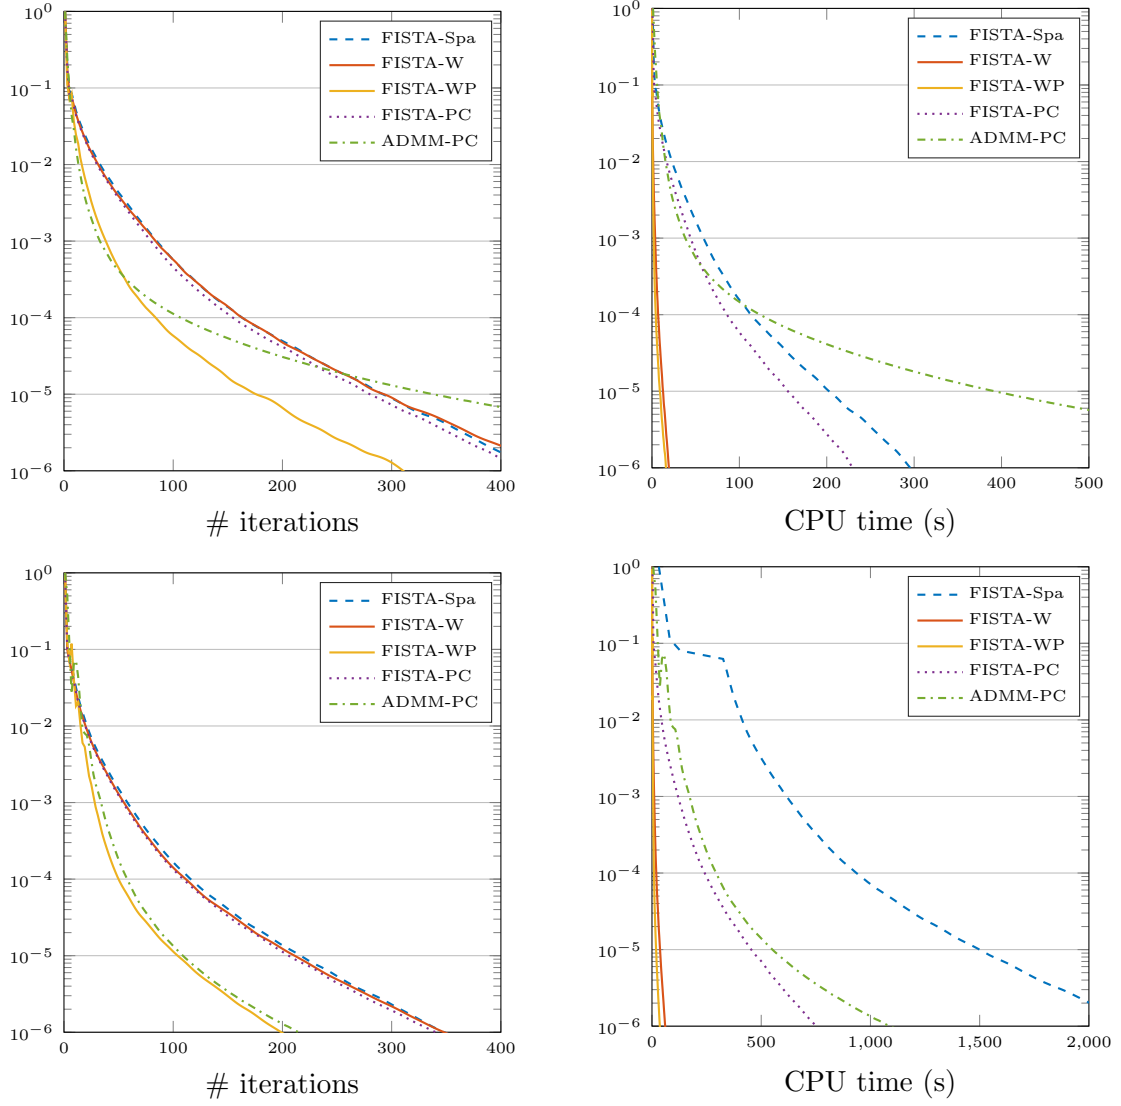 10^0
10^-1
10^-2
10^-3
10^-4
10^-5
10^-6
0
100
200
300
400
# iterations
FISTA-Spa
FISTA-W
FISTA-WP
FISTA-PC
ADMM-PC
10^0
10^-1
10^-2
10^-3
10^-4
10^-5
10^-6
0
100
200
300
400
500
CPU time (s)
FISTA-Spa
FISTA-W
FISTA-WP
FISTA-PC
ADMM-PC
10^0
10^-1
10^-2
10^-3
10^-4
10^-5
10^-6
0
100
200
300
400
# iterations
FISTA-Spa
FISTA-W
FISTA-WP
FISTA-PC
ADMM-PC
10^0
10^-1
10^-2
10^-3
10^-4
10^-5
10^-6
0
500
1,000
1,500
2,000
CPU time (s)
FISTA-Spa
FISTA-W
FISTA-WP
FISTA-PC
ADMM-PC